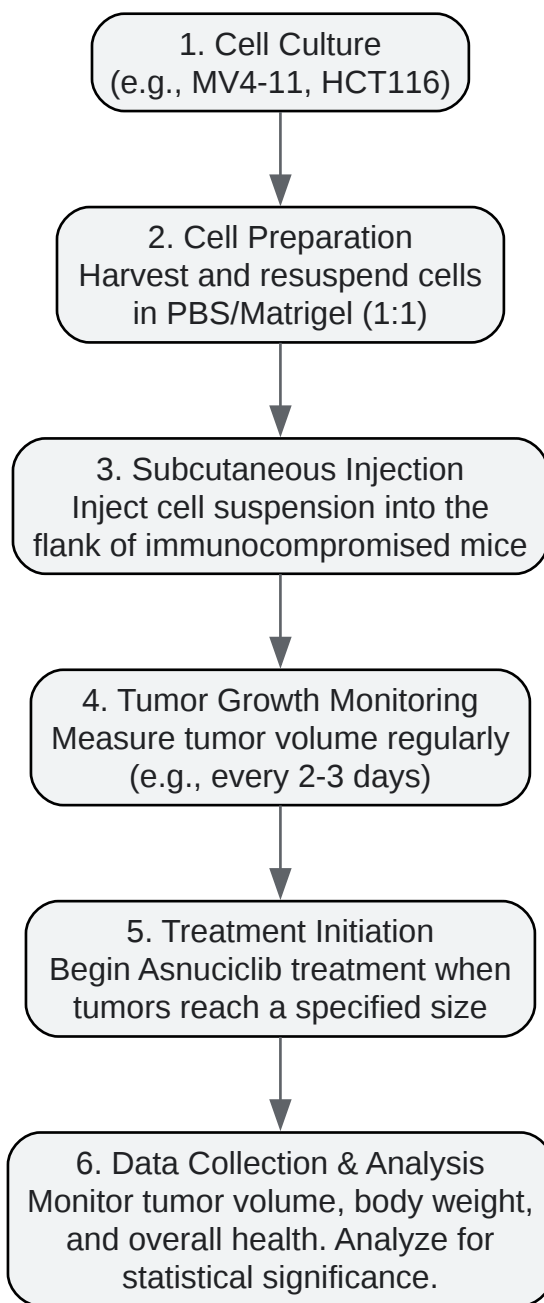 1. Cell Culture
(e.g., MV4-11, HCT116)
2. Cell Preparation
Harvest and resuspend cells
in PBS/Matrigel (1:1)
3. Subcutaneous Injection
Inject cell suspension into the
flank of immunocompromised mice
4. Tumor Growth Monitoring
Measure tumor volume regularly
(e.g., every 2-3 days)
5. Treatment Initiation
Begin Asnuciclib treatment when
tumors reach a specified size
6. Data Collection & Analysis
Monitor tumor volume, body weight,
and overall health. Analyze for
statistical significance.